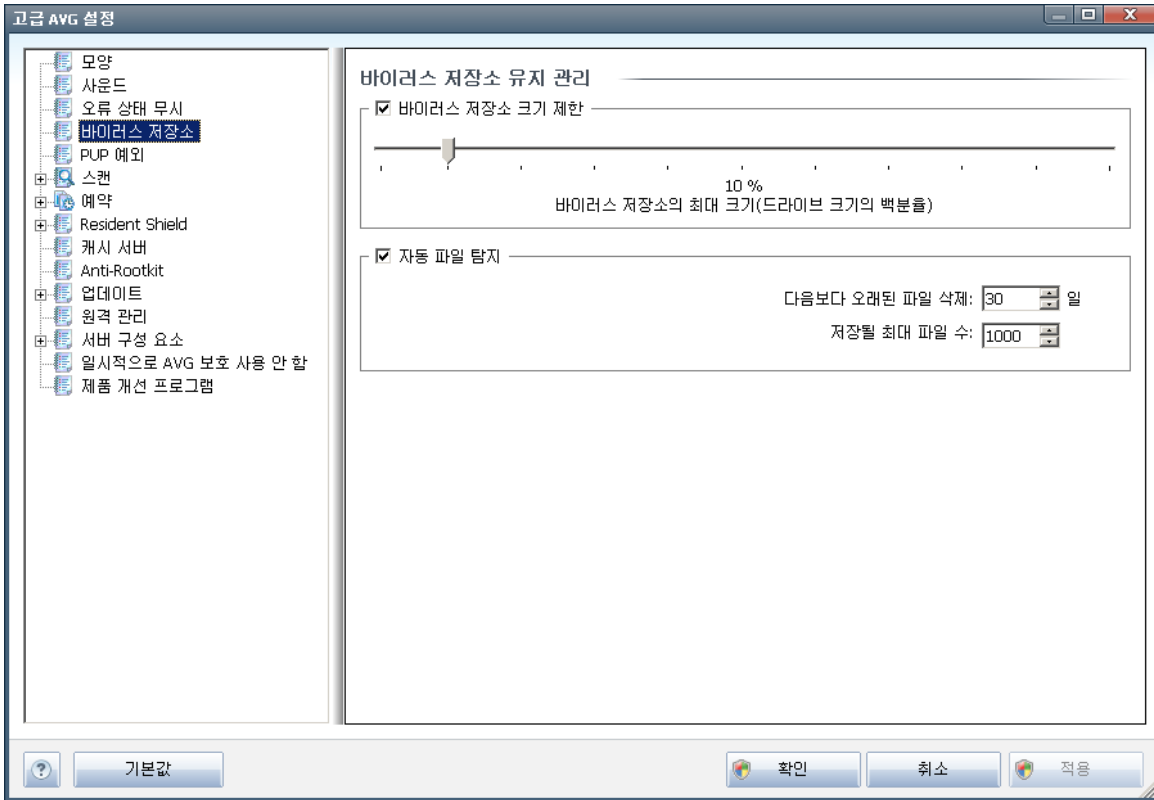 고급 AVG 설정
모양
사운드
오류 상태 무시
바이러스 저장소
PUP 예외
스캔
예약
Resident Shield
캐시 서버
Anti-Rootkit
업데이트
원격 관리
서버 구성 요소
일시적으로 AVG 보호 사용 안 함
제품 개선 프로그램
바이러스 저장소 유지 관리
바이러스 저장소 크기 제한
10 %
바이러스 저장소의 최대 크기(드라이브 크기의 백분율)
자동 파일 탐지
다음보다 오래된 파일 삭제: 30 일
저장될 최대 파일 수: 1000
? 기본값 확인 취소 적용